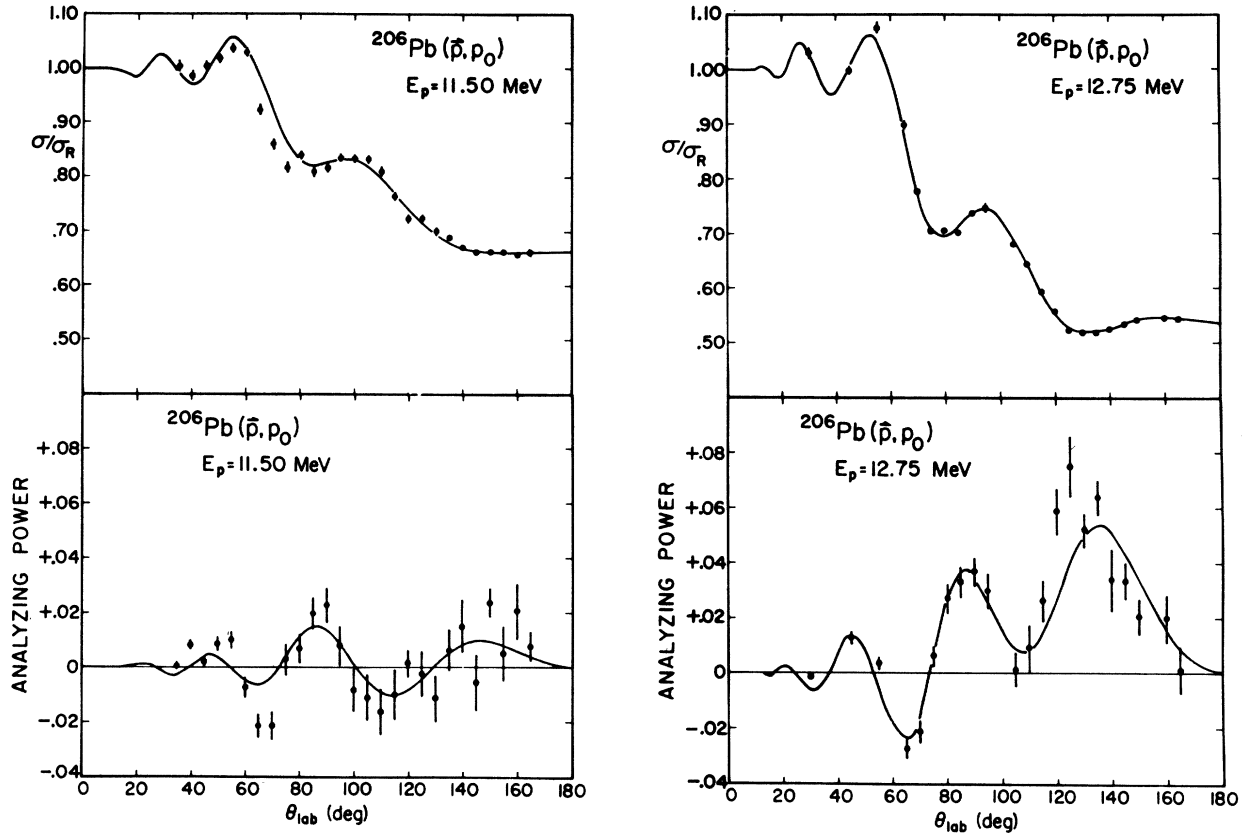 1.10
1.00
.90
.80
.70
.60
.50
σ/σR
²⁰⁶Pb(p⃗,p₀)
Eₚ=11.50 MeV
1.10
1.00
.90
.80
.70
.60
.50
σ/σR
²⁰⁶Pb(p⃗,p₀)
Eₚ=12.75 MeV
+.08
+.06
+.04
+.02
0
-.02
-.04
ANALYZING POWER
²⁰⁶Pb(p⃗,p₀)
Eₚ=11.50 MeV
0 20 40 60 80 100 120 140 160 180
θlab (deg)
+.08
+.06
+.04
+.02
0
-.02
-.04
ANALYZING POWER
²⁰⁶Pb(p⃗,p₀)
Eₚ=12.75 MeV
0 20 40 60 80 100 120 140 160 180
θlab (deg)